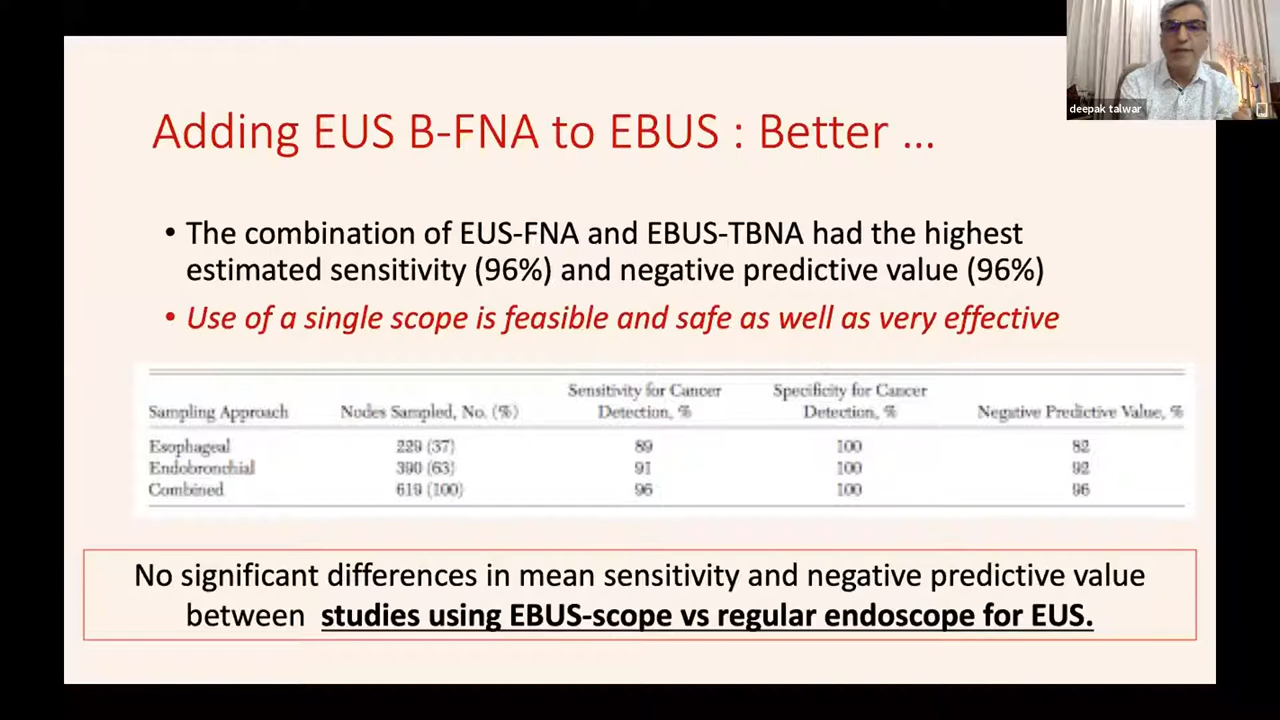 deepak talwar
Adding EUS B-FNA to EBUS : Better ...
• The combination of EUS-FNA and EBUS-TBNA had the highest
estimated sensitivity (96%) and negative predictive value (96%)
• Use of a single scope is feasible and safe as well as very effective
Sensitivity for Cancer Specificity for Cancer
Sampling Approach Nodes Sampled, No. (%) Detection, % Detection, % Negative Predictive Value, %
Esophageal 229 (37) 89 100 82
Endobronchial 390 (63) 91 100 92
Combined 619 (100) 96 100 96
No significant differences in mean sensitivity and negative predictive value
between studies using EBUS-scope vs regular endoscope for EUS.